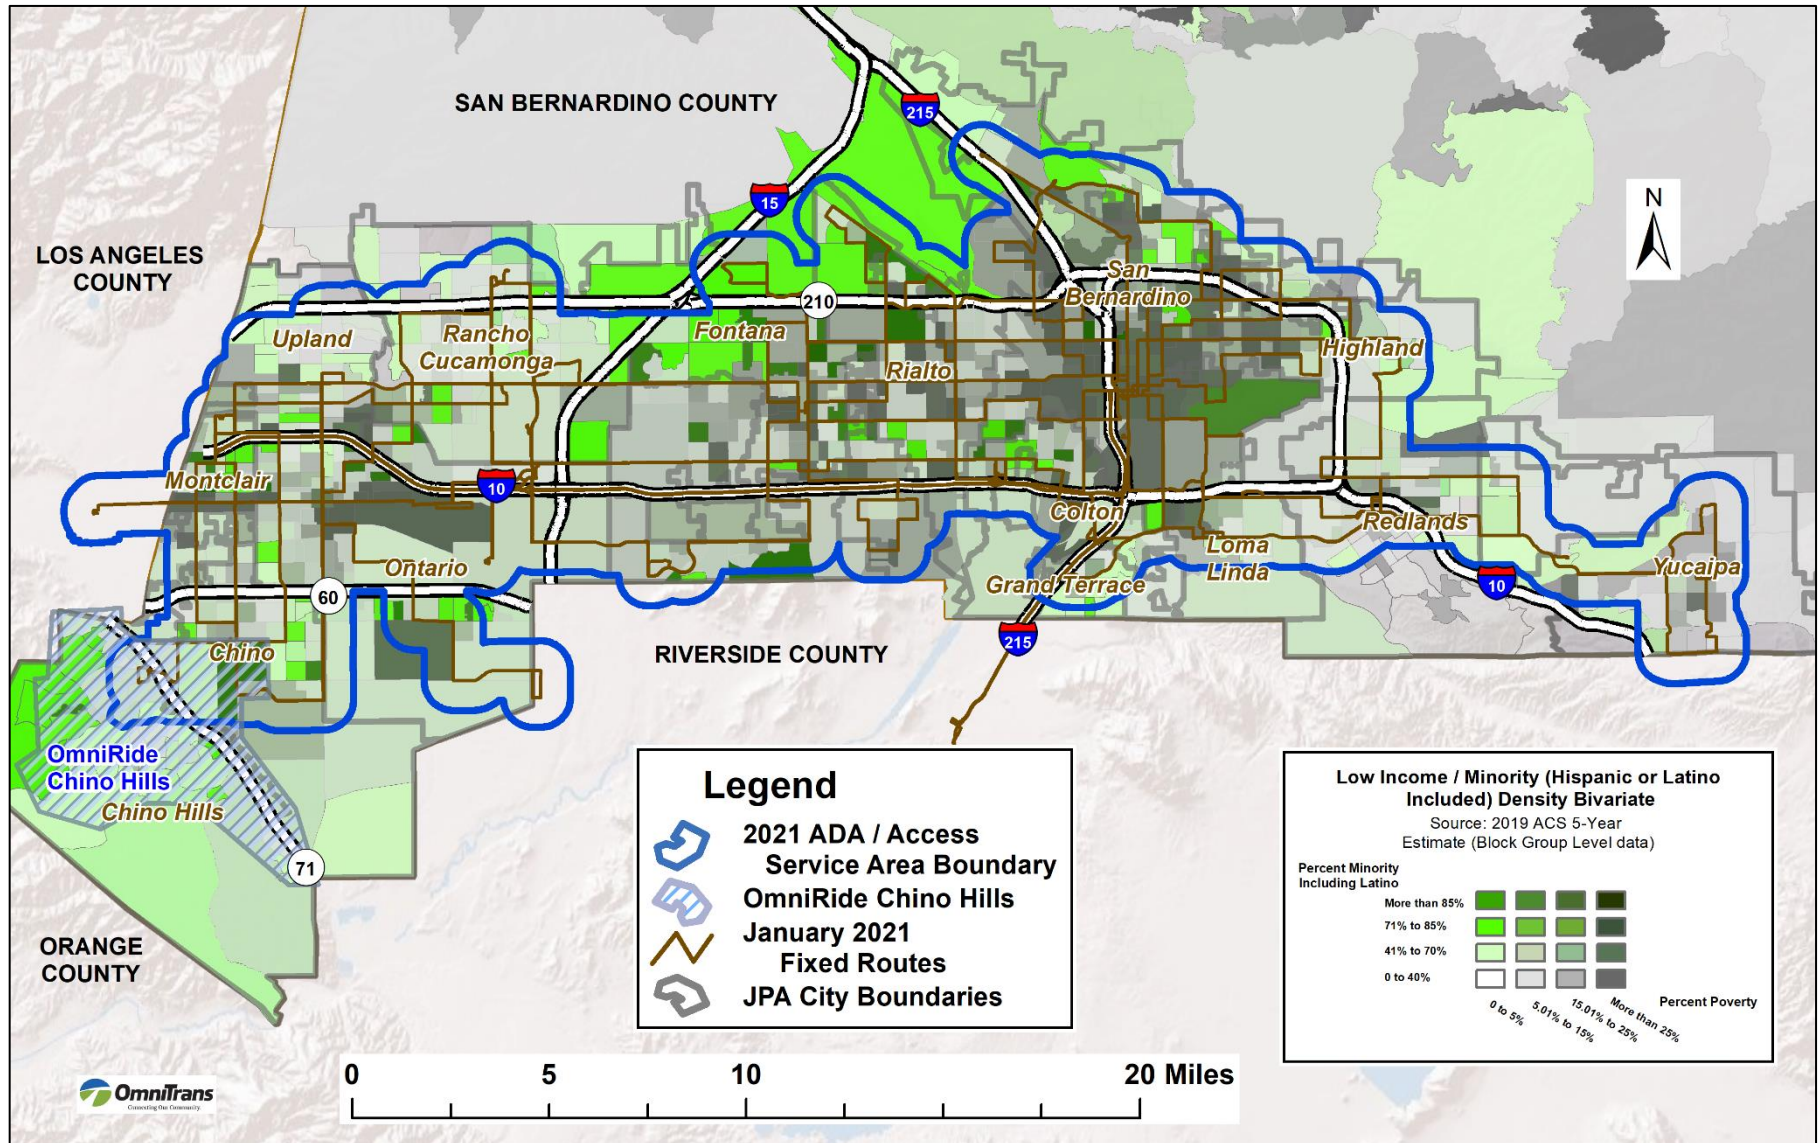 SAN BERNARDINO COUNTY
215
15
N
LOS ANGELES
COUNTY
San
Bernardino
210
Upland
Rancho
Cucamonga
Fontana
Rialto
Highland
Montclair
10
Colton
Redlands
Loma
Linda
Ontario
Grand Terrace
Yucaipa
10
60
215
Chino
RIVERSIDE COUNTY
OmniRide
Chino Hills
Chino Hills
71
ORANGE
COUNTY
Legend
2021 ADA / Access
Service Area Boundary
OmniRide Chino Hills
January 2021
Fixed Routes
JPA City Boundaries
Low Income / Minority (Hispanic or Latino
Included) Density Bivariate
Source: 2019 ACS 5-Year
Estimate (Block Group Level data)
Percent Minority
Including Latino
More than 85%
71% to 85%
41% to 70%
0 to 40%
0 to 5%
5.01% to 15%
15.01% to 25%
More than 25%
Percent Poverty
0 5 10 20 Miles
OmniTrans
Connecting Our Community.